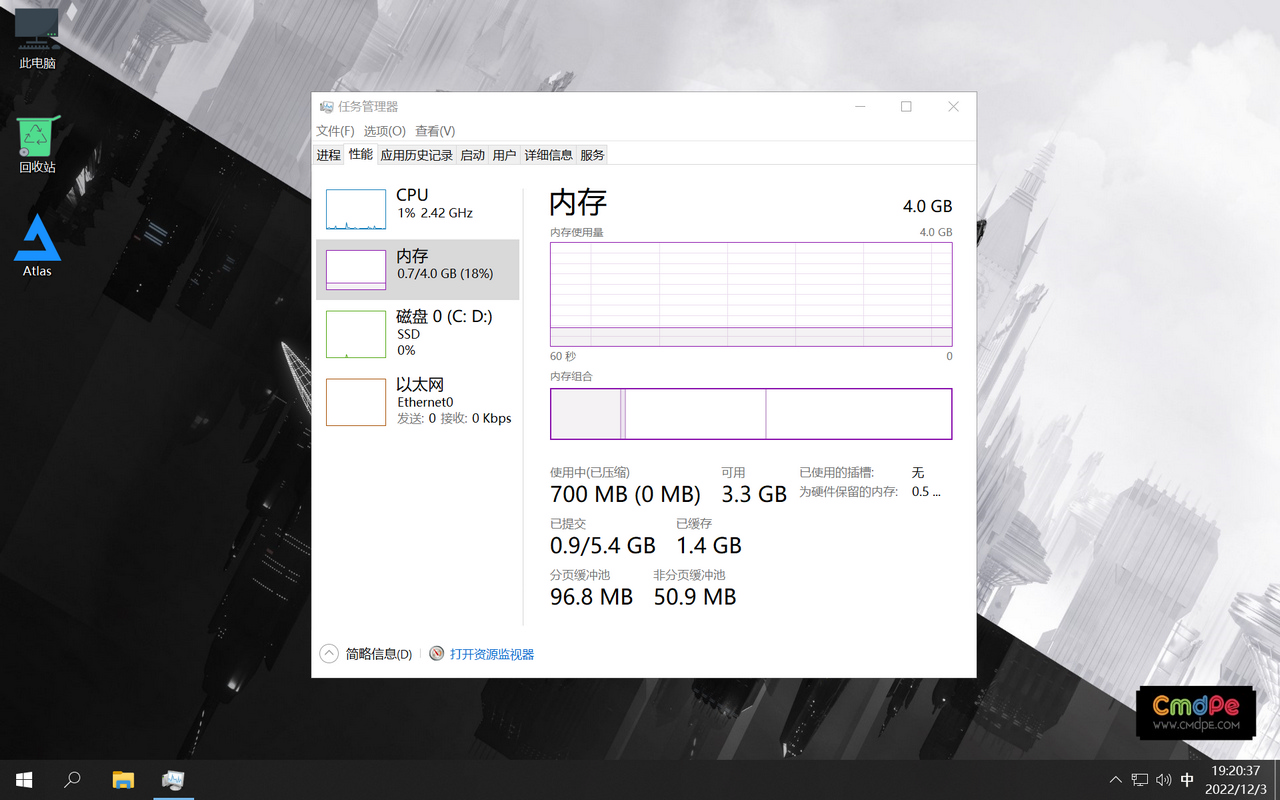 此电脑
回收站
Atlas
任务管理器
文件(F) 选项(O) 查看(V)
进程 性能 应用历史记录 启动 用户 详细信息 服务
CPU
1% 2.42 GHz
内存
0.7/4.0 GB (18%)
磁盘 0 (C: D:)
SSD
0%
以太网
Ethernet0
发送: 0 接收: 0 Kbps
内存 4.0 GB
内存使用量 4.0 GB
60 秒 0
内存组合
使用中(已压缩) 可用 已使用的插槽: 无
700 MB (0 MB) 3.3 GB 为硬件保留的内存: 0.5 ...
已提交 已缓存
0.9/5.4 GB 1.4 GB
分页缓冲池 非分页缓冲池
96.8 MB 50.9 MB
简略信息(D) 打开资源监视器
CmdPe
WWW.CMDPE.COM
中
19:20:37
2022/12/3